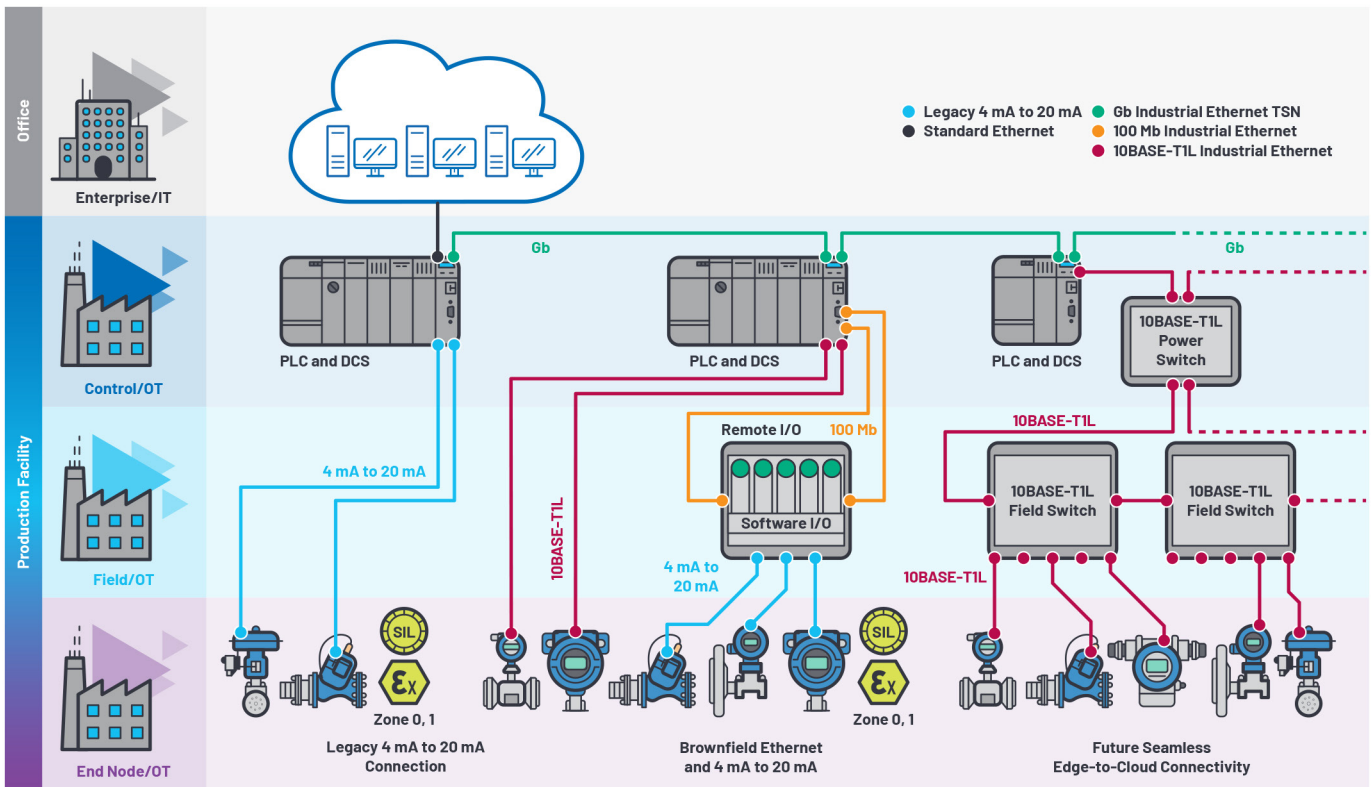 Office
Enterprise/IT
Legacy 4 mA to 20 mA
Standard Ethernet
Gb Industrial Ethernet TSN
100 Mb Industrial Ethernet
10BASE-T1L Industrial Ethernet
Production Facility
Control/OT
Gb
Gb
PLC and DCS
PLC and DCS
PLC and DCS
10BASE-T1L
Power
Switch
Field/OT
4 mA to 20 mA
10BASE-T1L
Remote I/O
100 Mb
Software I/O
4 mA to
20 mA
10BASE-T1L
10BASE-T1L
Field Switch
10BASE-T1L
Field Switch
10BASE-T1L
End Node/OT
SIL
Ex
Zone 0, 1
SIL
Ex
Zone 0, 1
Legacy 4 mA to 20 mA
Connection
Brownfield Ethernet
and 4 mA to 20 mA
Future Seamless
Edge-to-Cloud Connectivity